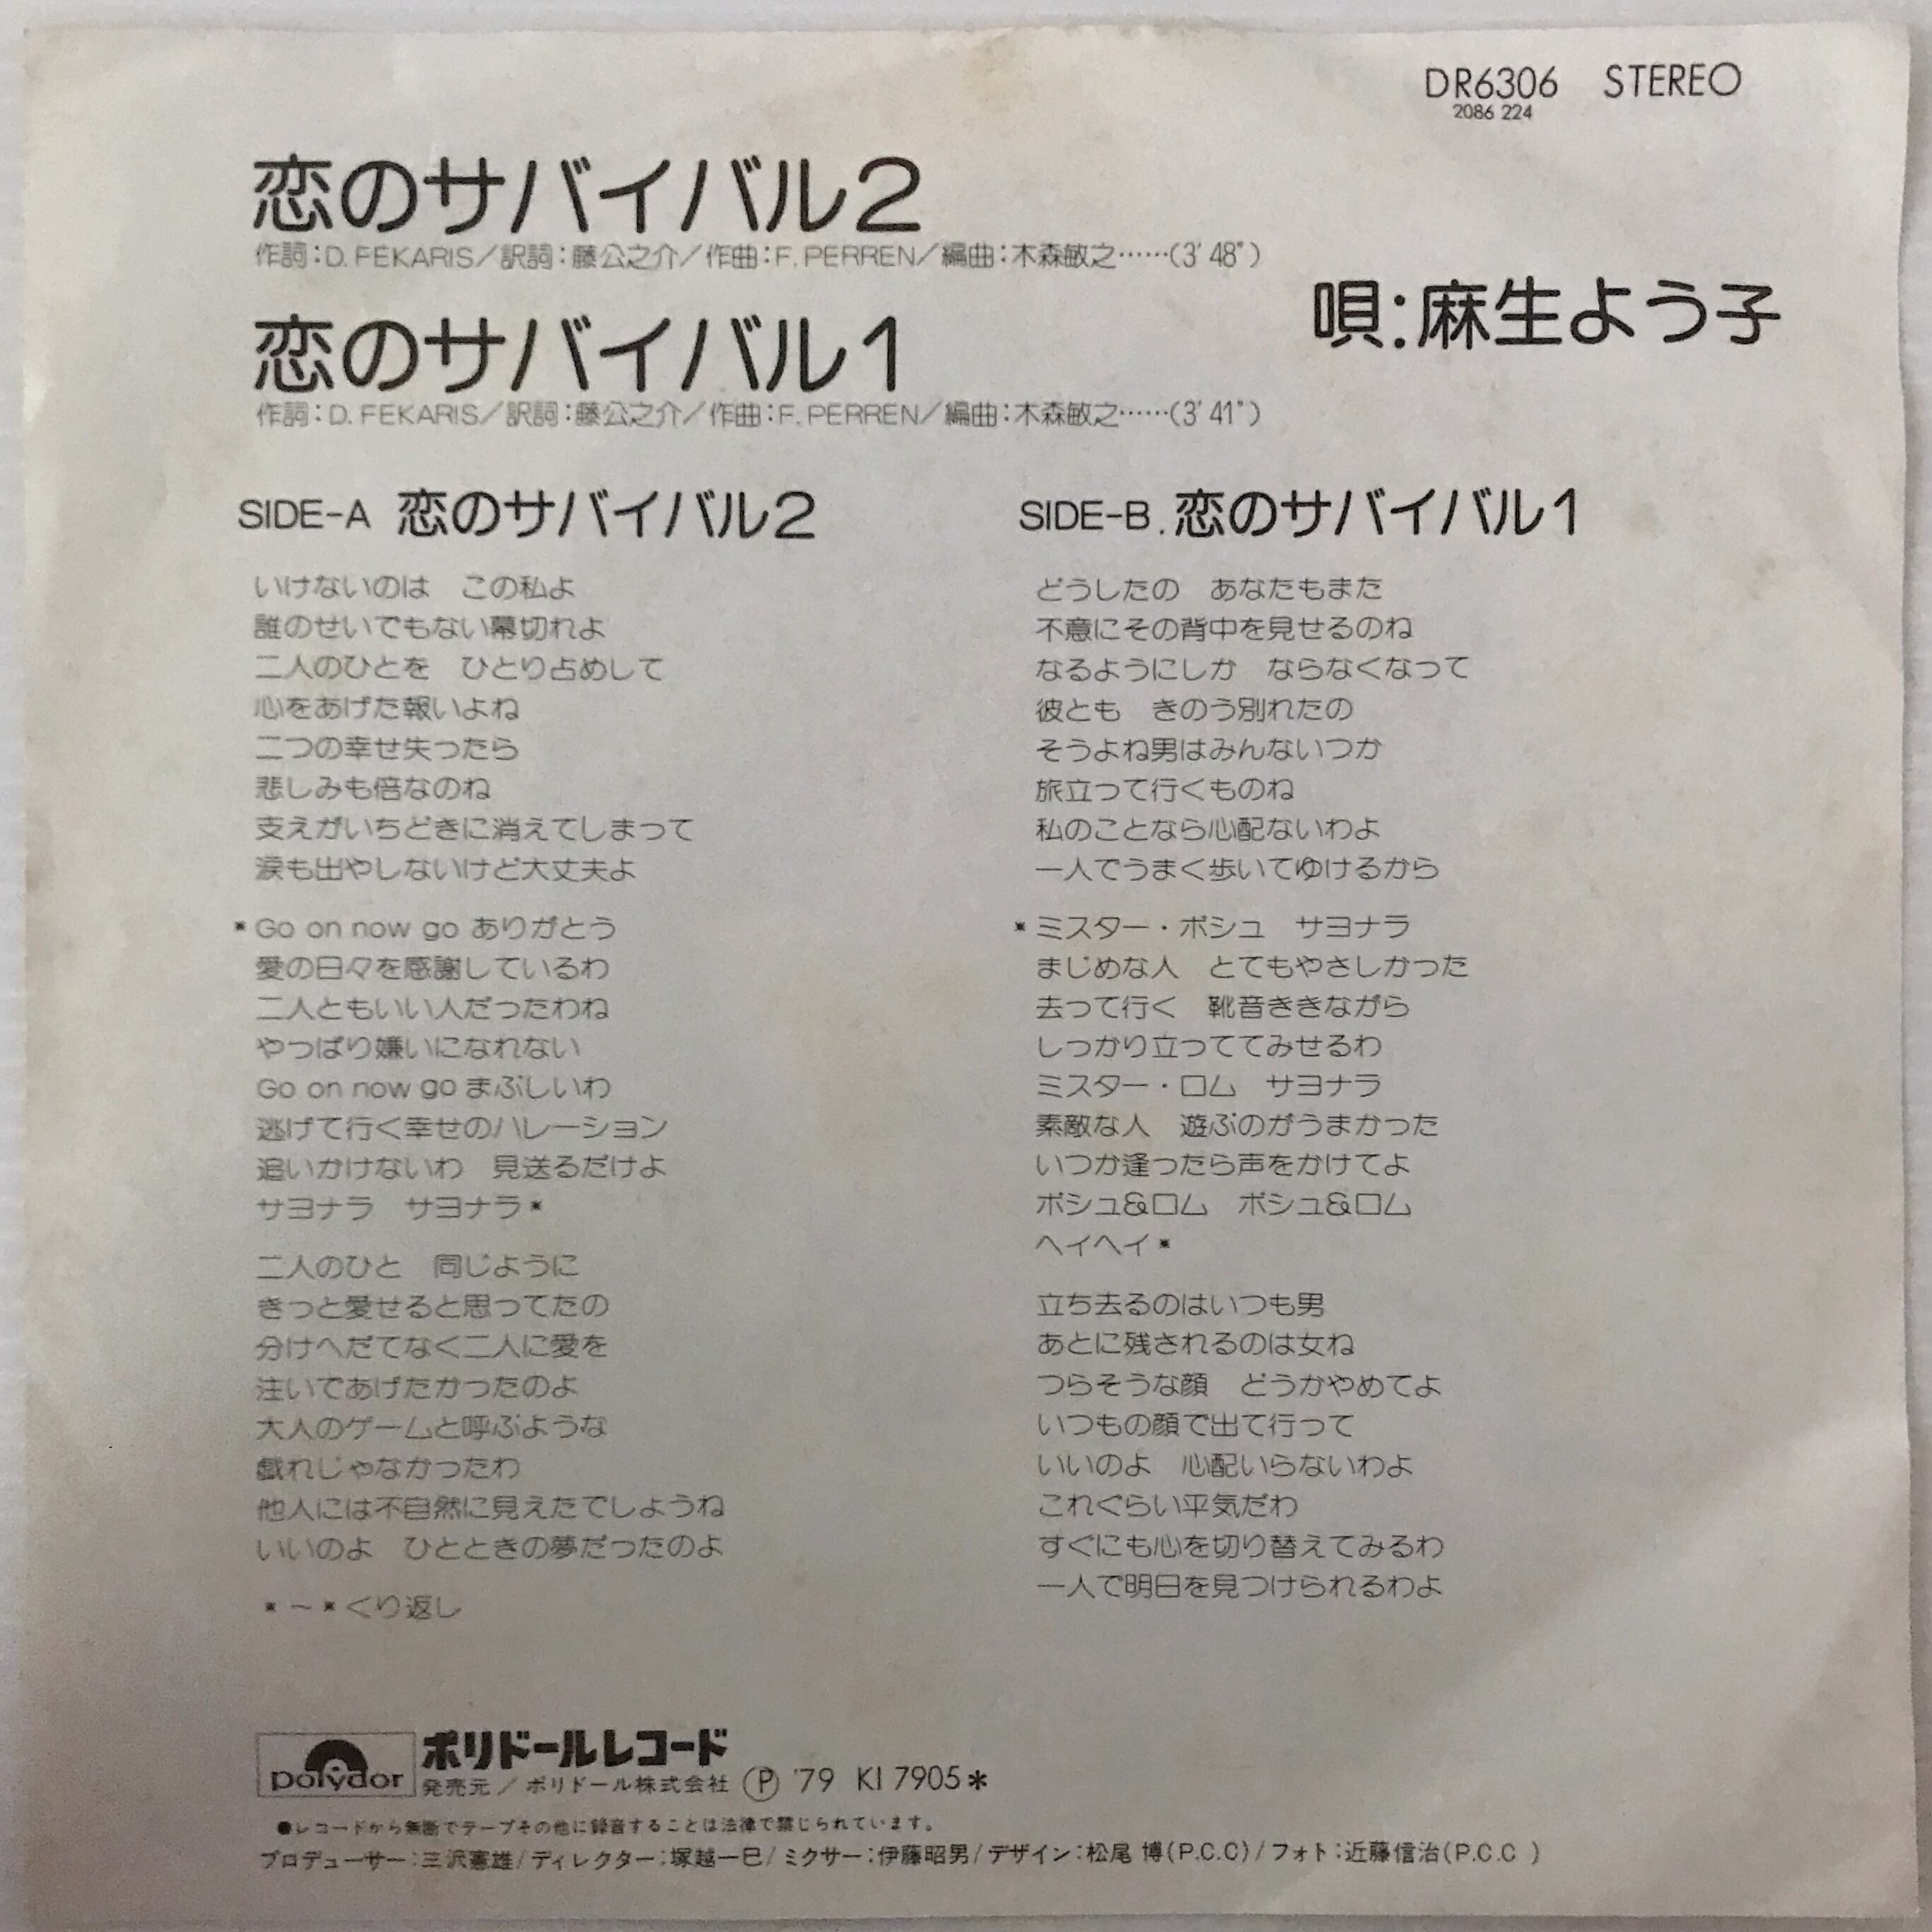 DR6306 STEREO
2086 224
恋のサバイバル2
作詞:D. FEKARIS/訳詞:藤公之介/作曲:F. PERREN/編曲:木森敏之……(3'48")
恋のサバイバル1
作詞:D. FEKARIS/訳詞:藤公之介/作曲:F. PERREN/編曲:木森敏之……(3'41")
唄:麻生よう子
SIDE-A 恋のサバイバル2
いけないのは この私よ
誰のせいでもない幕切れよ
二人のひとを ひとり占めして
心をあげた報いよね
二つの幸せ失ったら
悲しみも倍なのね
支えがいちどきに消えてしまって
涙も出やしないけど大丈夫よ
*Go on now go ありがとう
愛の日々を感謝しているわ
二人ともいい人だったわね
やっぱり嫌いになれない
Go on now go まぶしいわ
逃げて行く幸せのハレーション
追いかけないわ 見送るだけよ
サヨナラ サヨナラ*
二人のひと 同じように
きっと愛せると思ってたの
分けへだてなく二人に愛を
注いであげたかったのよ
大人のゲームと呼ぶような
戯れじゃなかったわ
他人には不自然に見えたでしょうね
いいのよ ひとときの夢だったのよ
*~*くり返し
SIDE-B. 恋のサバイバル1
どうしたの あなたもまた
不意にその背中を見せるのね
なるようにしか ならなくなって
彼とも きのう別れたの
そうよね男はみんないつか
旅立って行くものね
私のことなら心配ないわよ
一人でうまく歩いてゆけるから
*ミスター・ボシュ サヨナラ
まじめな人 とてもやさしかった
去って行く 靴音ききながら
しっかり立っててみせるわ
ミスター・ロム サヨナラ
素敵な人 遊ぶのがうまかった
いつか逢ったら声をかけてよ
ボシュ&ロム ボシュ&ロム
ヘイヘイ*
立ち去るのはいつも男
あとに残されるのは女ね
つらそうな顔 どうかやめてよ
いつもの顔で出て行って
いいのよ 心配いらないわよ
これぐらい平気だわ
すぐにも心を切り替えてみるわ
一人で明日を見つけられるわよ
polydor ポリドールレコード
発売元/ポリドール株式会社 Ⓟ '79 KI 7905*
●レコードから無断でテープその他に録音することは法律で禁じられています。
プロデューサー:三沢憲雄/ディレクター:塚越一巳/ミクサー:伊藤昭男/デザイン:松尾 博(P.C.C)/フォト:近藤信治(P.C.C )